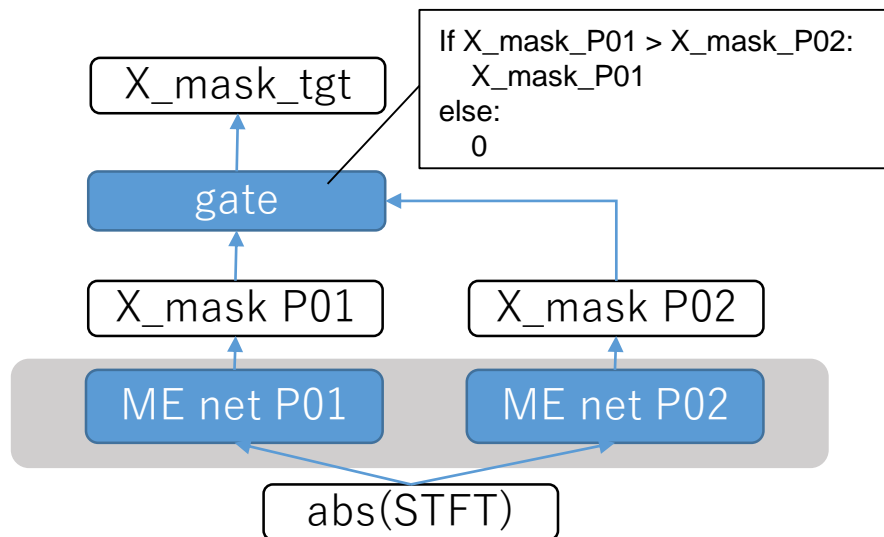 If X_mask_P01 > X_mask_P02:
X_mask_P01
else:
0
X_mask_tgt
gate
X_mask P01
X_mask P02
ME net P01
ME net P02
abs(STFT)